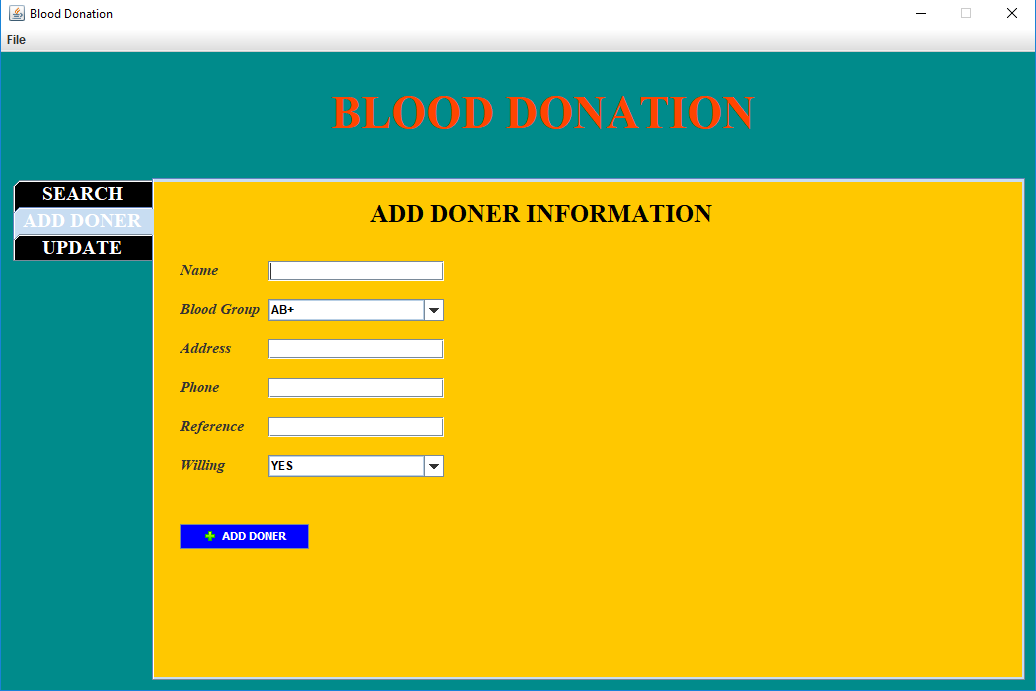 Blood Donation
File
BLOOD DONATION
SEARCH
ADD DONER
UPDATE
ADD DONER INFORMATION
Name
Blood Group AB+
Address
Phone
Reference
Willing YES
ADD DONER